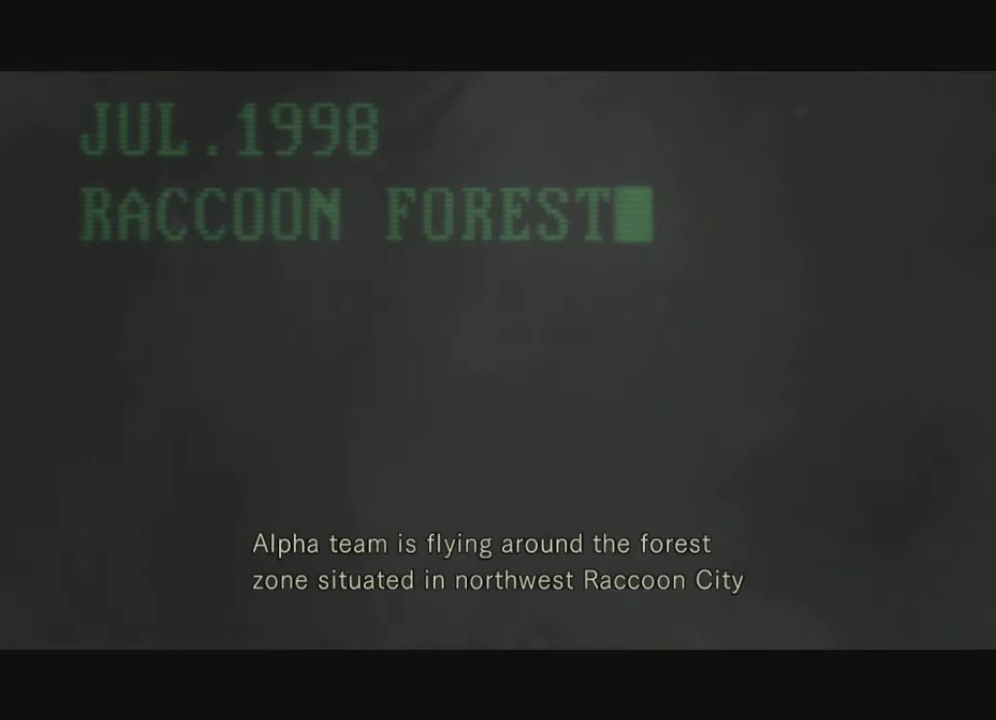 JUL.1998
RACCOON FOREST
Alpha team is flying around the forest
zone situated in northwest Raccoon City